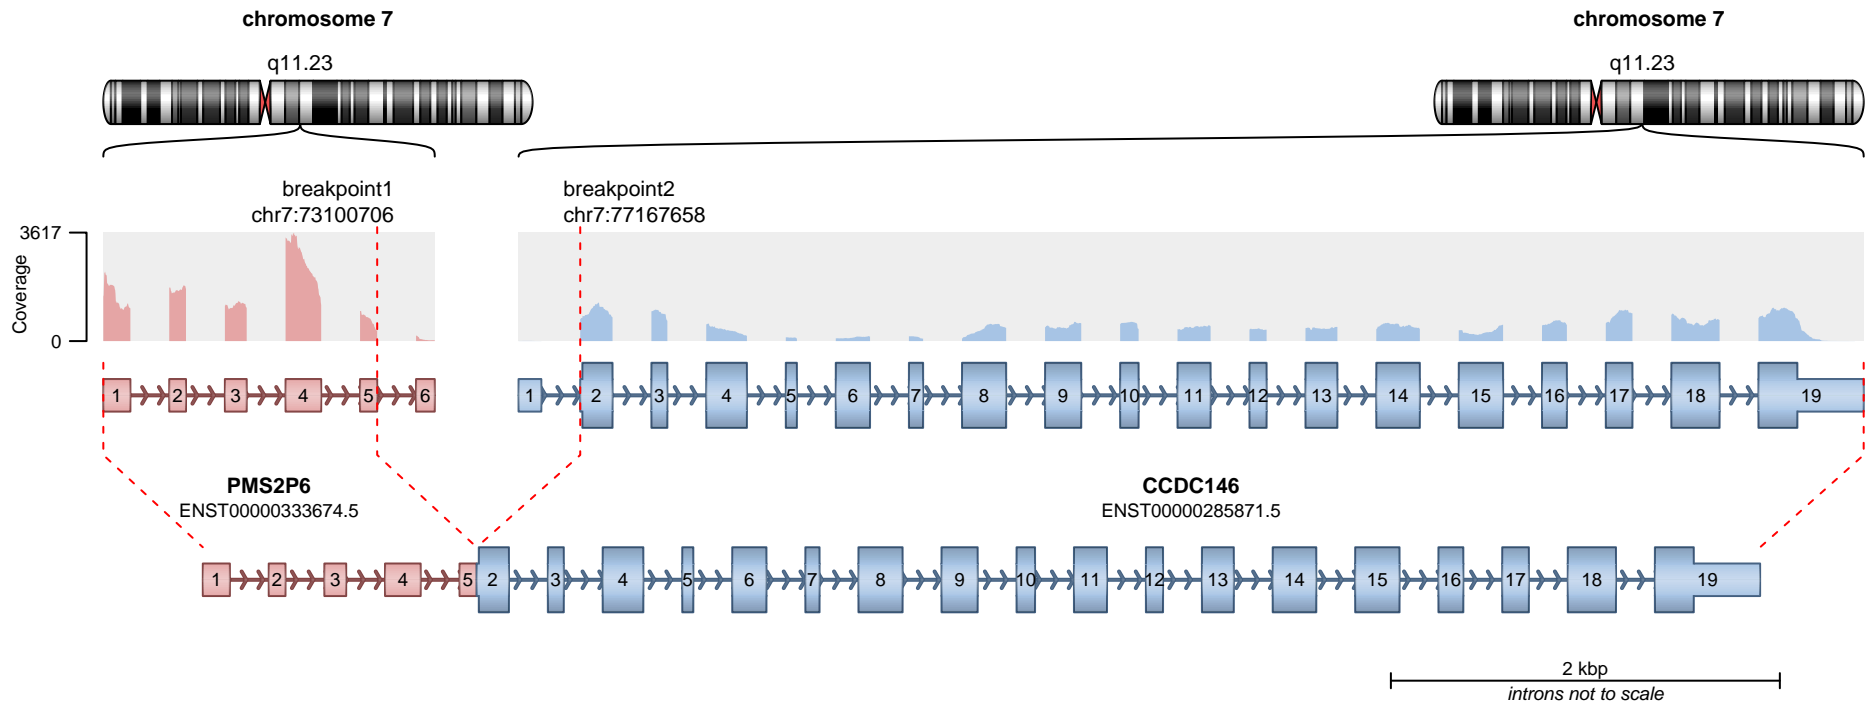 chromosome 7
chromosome 7
q11.23
q11.23
breakpoint1
chr7:73100706
breakpoint2
chr7:77167658
3617
0
Coverage
1 2 3 4 5 6
1 2 3 4 5 6 7 8 9 10 11 12 13 14 15 16 17 18 19
PMS2P6
ENST00000333674.5
CCDC146
ENST00000285871.5
1 2 3 4 5 2 3 4 5 6 7 8 9 10 11 12 13 14 15 16 17 18 19
2 kbp
introns not to scale